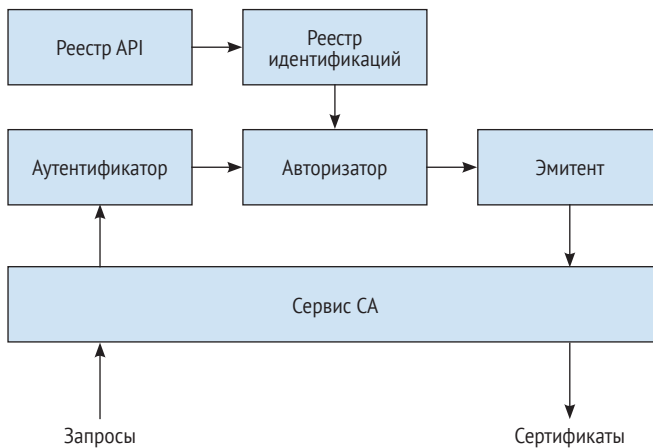 Реестр API
Реестр
идентификаций
Аутентификатор
Авторизатор
Эмитент
Сервис CA
Запросы
Сертификаты